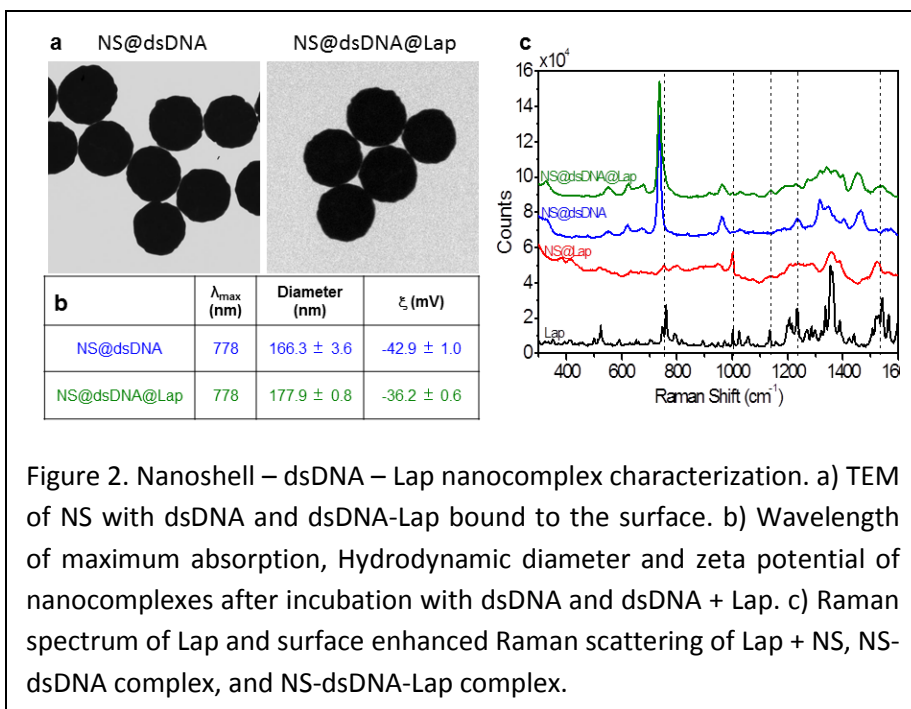 a NS@dsDNA NS@dsDNA@Lap
c ×10⁴
16
14
12
10
8
6
4
2
0
Counts
NS@dsDNA@Lap
NS@dsDNA
NS@Lap
Lap
400 600 800 1000 1200 1400 1600
Raman Shift (cm⁻¹)
b λmax (nm) Diameter (nm) ξ (mV)
NS@dsDNA 778 166.3 ± 3.6 -42.9 ± 1.0
NS@dsDNA@Lap 778 177.9 ± 0.8 -36.2 ± 0.6
Figure 2. Nanoshell – dsDNA – Lap nanocomplex characterization. a) TEM
of NS with dsDNA and dsDNA-Lap bound to the surface. b) Wavelength
of maximum absorption, Hydrodynamic diameter and zeta potential of
nanocomplexes after incubation with dsDNA and dsDNA + Lap. c) Raman
spectrum of Lap and surface enhanced Raman scattering of Lap + NS, NS-
dsDNA complex, and NS-dsDNA-Lap complex.